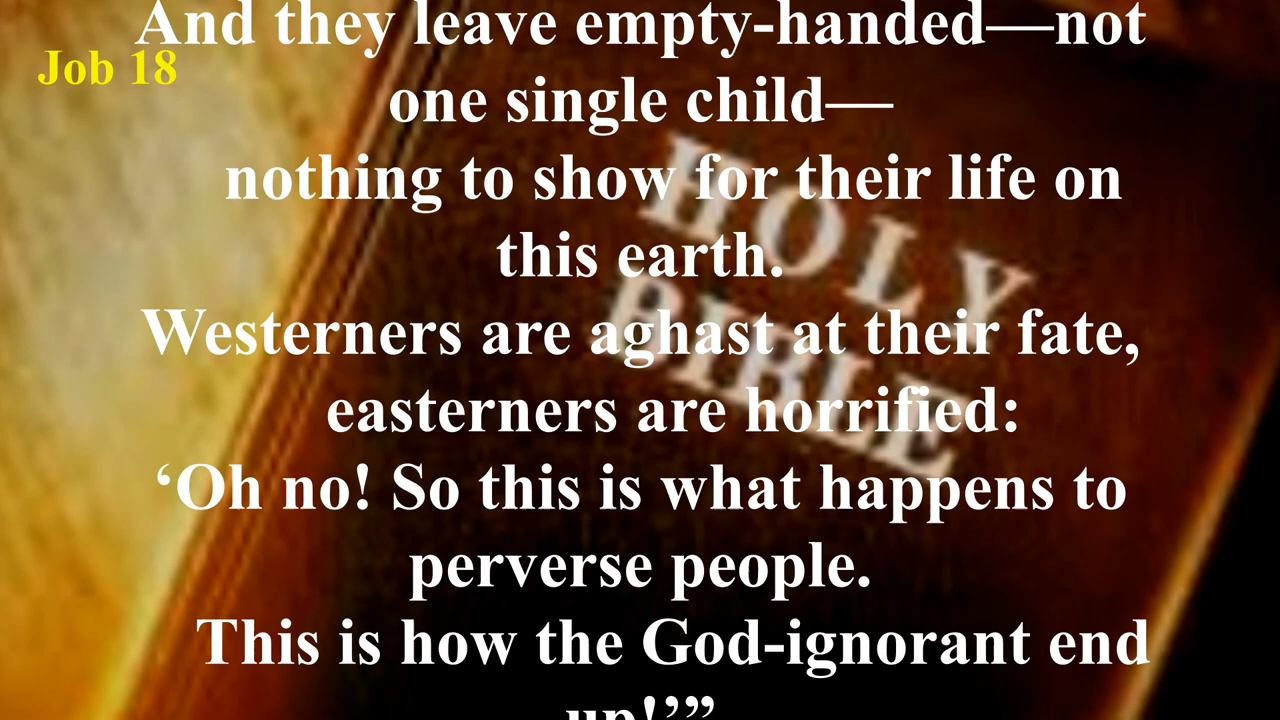 And they leave empty-handed—not
Job 18
one single child—
nothing to show for their life on
this earth.
Westerners are aghast at their fate,
easterners are horrified:
‘Oh no! So this is what happens to
perverse people.
This is how the God-ignorant end
up!’”
HOLY
BIBLE